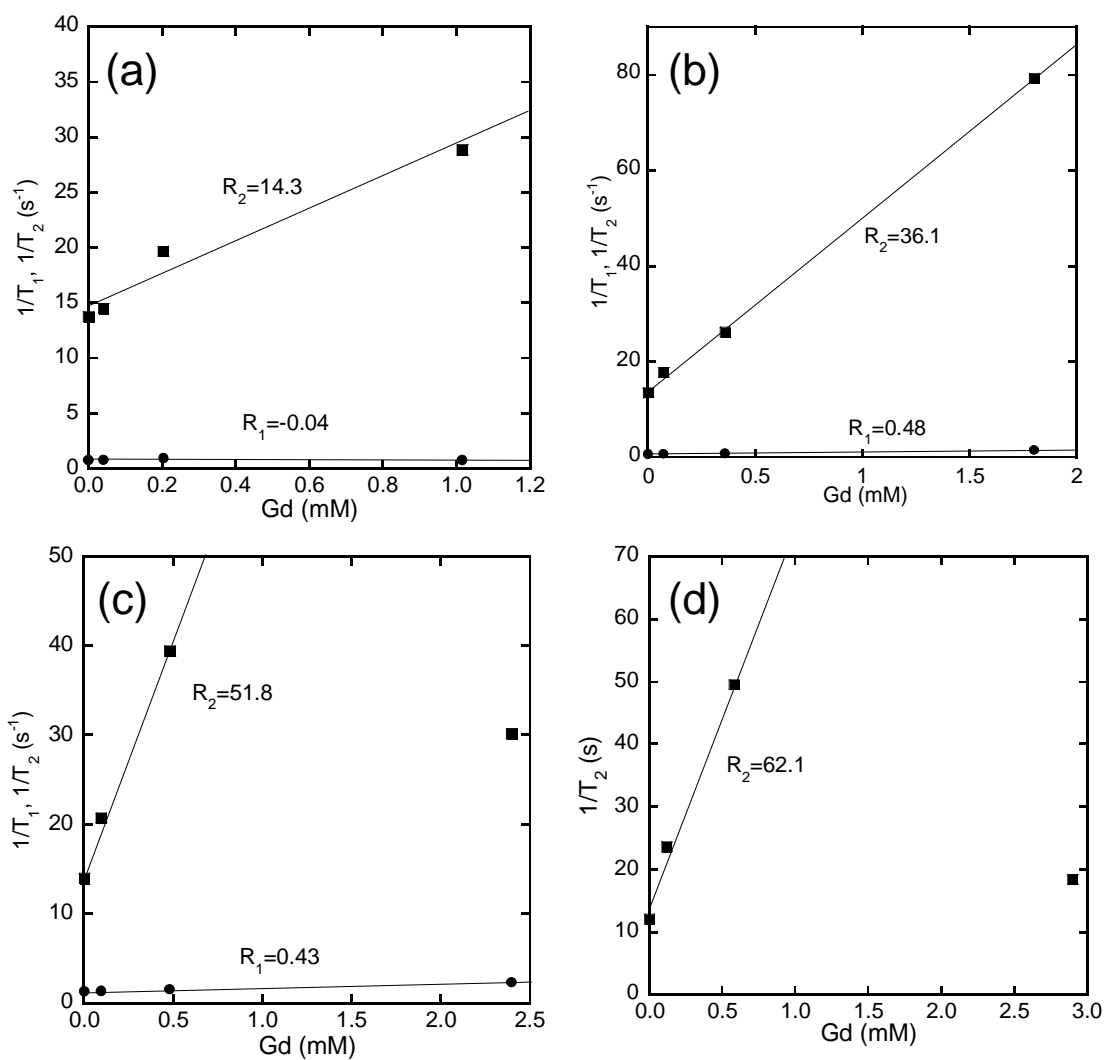 (a)
40
35
30
25
20
15
10
5
0
1/T₁, 1/T₂ (s⁻¹)
R₂=14.3
R₁=-0.04
0.0 0.2 0.4 0.6 0.8 1.0 1.2
Gd (mM)
(b)
80
60
40
20
0
1/T₁, 1/T₂ (s⁻¹)
R₂=36.1
R₁=0.48
0 0.5 1 1.5 2
Gd (mM)
(c)
50
40
30
20
10
0
1/T₁, 1/T₂ (s⁻¹)
R₂=51.8
R₁=0.43
0.0 0.5 1.0 1.5 2.0 2.5
Gd (mM)
(d)
70
60
50
40
30
20
10
0
1/T₂ (s)
R₂=62.1
0.0 0.5 1.0 1.5 2.0 2.5 3.0
Gd (mM)